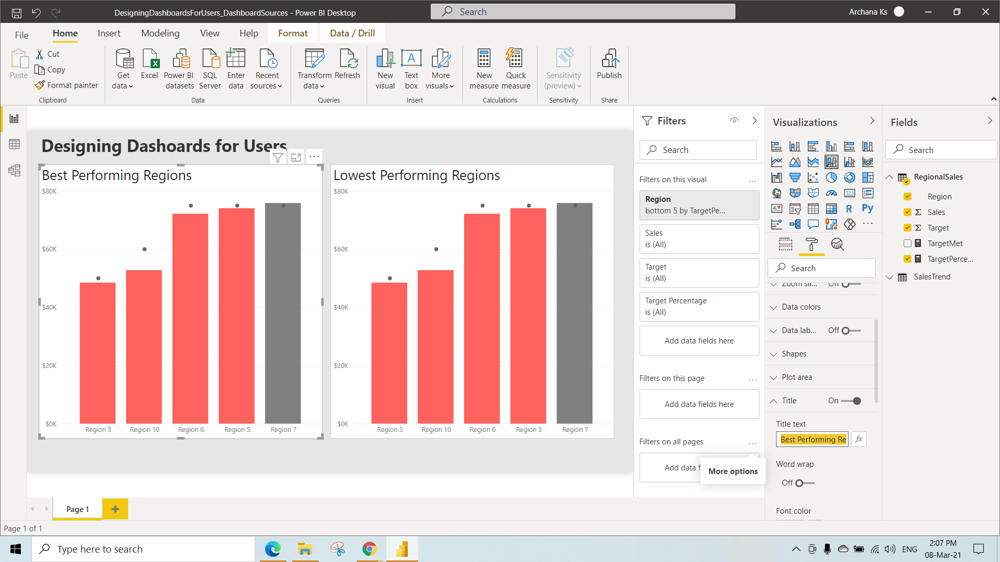 DesigningDashboardsForUsers_DashboardSources - Power BI Desktop
Search
Archana Ks
File
Home
Insert
Modeling
View
Help
Format
Data / Drill
Paste
Cut
Copy
Format painter
Clipboard
Get data
Excel
Power BI datasets
SQL Server
Enter data
Recent sources
Data
Transform data
Refresh
Queries
New visual
Text box
More visuals
Insert
New measure
Quick measure
Calculations
Sensitivity (preview)
Sensitivity
Publish
Share
Designing Dashoards for Users
Best Performing Regions
$80K
$60K
$40K
$20K
$0K
Region 3
Region 10
Region 6
Region 5
Region 7
Lowest Performing Regions
$80K
$60K
$40K
$20K
$0K
Region 3
Region 10
Region 6
Region 5
Region 7
Filters
Search
Filters on this visual
Region
bottom 5 by TargetPe...
Sales
is (All)
Target
is (All)
Target Percentage
is (All)
Add data fields here
Filters on this page
Add data fields here
Filters on all pages
Add data f
More options
Visualizations
123
R
Py
Search
Zoom sli... Off
Data colors
Data lab... Off
Shapes
Plot area
Title On
Title text
Best Performing Re
fx
Word wrap
Off
Font color
Fields
Search
RegionalSales
Region
Sales
Target
TargetMet
TargetPerce...
SalesTrend
Page 1
Page 1 of 1
Type here to search
ENG
2:07 PM
08-Mar-21